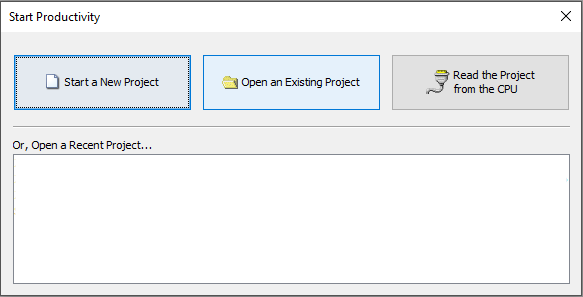 Start Productivity
Start a New Project
Open an Existing Project
Read the Project
from the CPU
Or, Open a Recent Project...